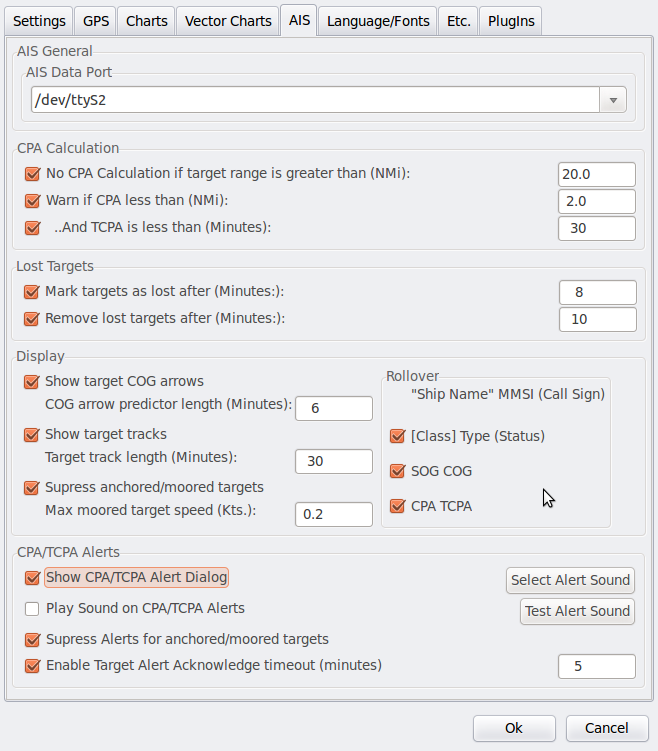 Settings GPS Charts Vector Charts AIS Language/Fonts Etc. PlugIns
AIS General
AIS Data Port
/dev/ttyS2
CPA Calculation
No CPA Calculation if target range is greater than (NMi): 20.0
Warn if CPA less than (NMi): 2.0
..And TCPA is less than (Minutes): 30
Lost Targets
Mark targets as lost after (Minutes:): 8
Remove lost targets after (Minutes:): 10
Display
Show target COG arrows
COG arrow predictor length (Minutes): 6
Show target tracks
Target track length (Minutes): 30
Supress anchored/moored targets
Max moored target speed (Kts.): 0.2
Rollover
"Ship Name" MMSI (Call Sign)
[Class] Type (Status)
SOG COG
CPA TCPA
CPA/TCPA Alerts
Show CPA/TCPA Alert Dialog Select Alert Sound
Play Sound on CPA/TCPA Alerts Test Alert Sound
Supress Alerts for anchored/moored targets
Enable Target Alert Acknowledge timeout (minutes) 5
Ok Cancel